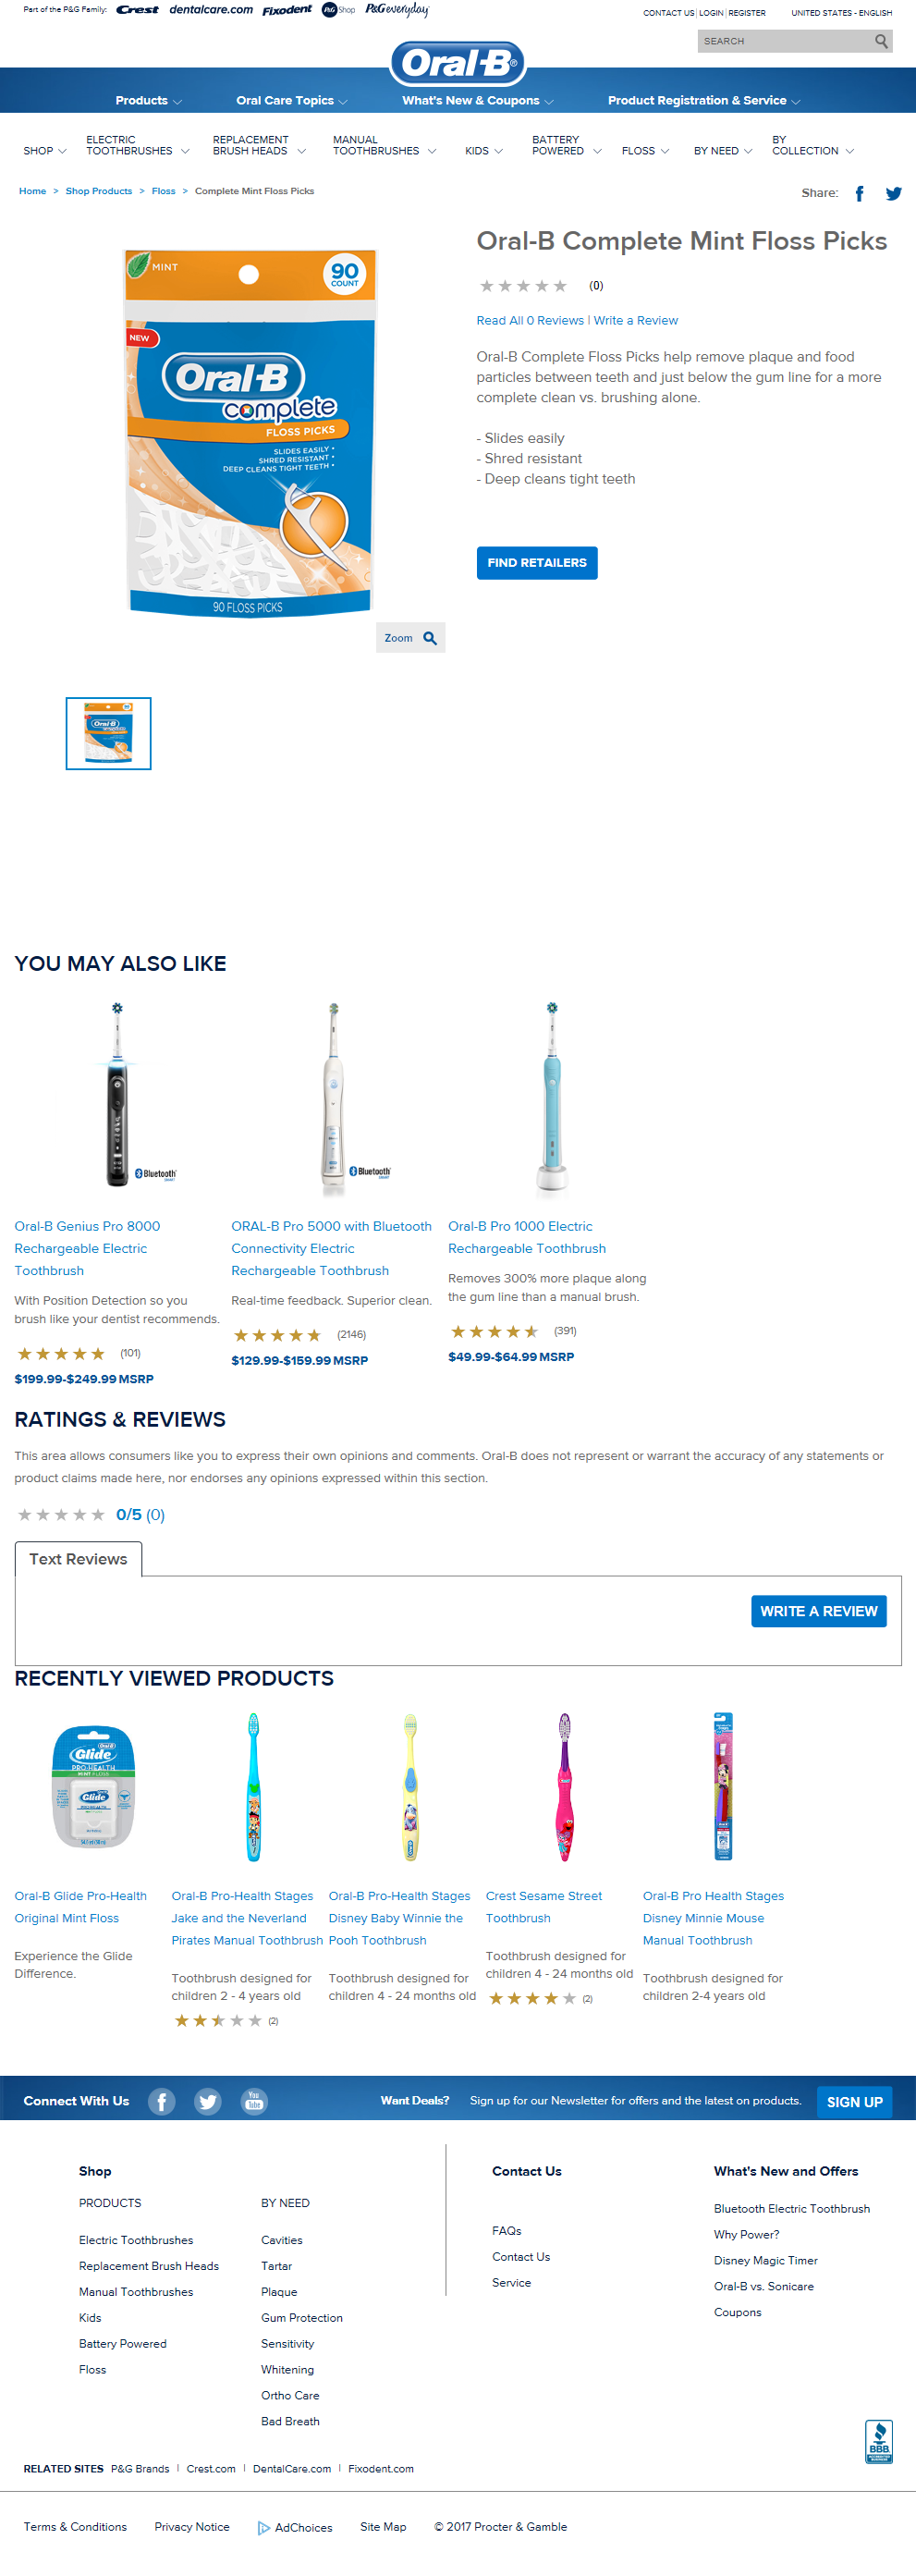 Part of the P&G Family: Crest dentalcare.com Fixodent P&G Shop P&G everyday
CONTACT US | LOGIN | REGISTER UNITED STATES - ENGLISH
SEARCH
Oral-B®
Products Oral Care Topics What's New & Coupons Product Registration & Service
SHOP ELECTRIC TOOTHBRUSHES REPLACEMENT BRUSH HEADS MANUAL TOOTHBRUSHES KIDS BATTERY POWERED FLOSS BY NEED BY COLLECTION
Home > Shop Products > Floss > Complete Mint Floss Picks
Share:
MINT
90
COUNT
NEW
Oral-B
complete
FLOSS PICKS
SLIDES EASILY •
SHRED RESISTANT •
DEEP CLEANS TIGHT TEETH •
90 FLOSS PICKS
Zoom
Oral-B Complete Mint Floss Picks
(0)
Read All 0 Reviews | Write a Review
Oral-B Complete Floss Picks help remove plaque and food
particles between teeth and just below the gum line for a more
complete clean vs. brushing alone.
- Slides easily
- Shred resistant
- Deep cleans tight teeth
FIND RETAILERS
YOU MAY ALSO LIKE
Bluetooth
Oral-B Genius Pro 8000
Rechargeable Electric
Toothbrush
With Position Detection so you
brush like your dentist recommends.
(101)
$199.99-$249.99 MSRP
Bluetooth
ORAL-B Pro 5000 with Bluetooth
Connectivity Electric
Rechargeable Toothbrush
Real-time feedback. Superior clean.
(2146)
$129.99-$159.99 MSRP
Oral-B Pro 1000 Electric
Rechargeable Toothbrush
Removes 300% more plaque along
the gum line than a manual brush.
(391)
$49.99-$64.99 MSRP
RATINGS & REVIEWS
This area allows consumers like you to express their own opinions and comments. Oral-B does not represent or warrant the accuracy of any statements or
product claims made here, nor endorses any opinions expressed within this section.
0/5 (0)
Text Reviews
WRITE A REVIEW
RECENTLY VIEWED PRODUCTS
Oral-B
Glide
PRO-HEALTH
MINT FLOSS
Glide
Oral-B Glide Pro-Health
Original Mint Floss
Experience the Glide
Difference.
Oral-B Pro-Health Stages
Jake and the Neverland
Pirates Manual Toothbrush
Toothbrush designed for
children 2 - 4 years old
(2)
Oral-B Pro-Health Stages
Disney Baby Winnie the
Pooh Toothbrush
Toothbrush designed for
children 4 - 24 months old
Crest Sesame Street
Toothbrush
Toothbrush designed for
children 4 - 24 months old
(2)
Oral-B Pro Health Stages
Disney Minnie Mouse
Manual Toothbrush
Toothbrush designed for
children 2-4 years old
Connect With Us You Tube Want Deals? Sign up for our Newsletter for offers and the latest on products. SIGN UP
Shop
PRODUCTS
Electric Toothbrushes
Replacement Brush Heads
Manual Toothbrushes
Kids
Battery Powered
Floss
BY NEED
Cavities
Tartar
Plaque
Gum Protection
Sensitivity
Whitening
Ortho Care
Bad Breath
Contact Us
FAQs
Contact Us
Service
What's New and Offers
Bluetooth Electric Toothbrush
Why Power?
Disney Magic Timer
Oral-B vs. Sonicare
Coupons
BBB
RELATED SITES P&G Brands | Crest.com | DentalCare.com | Fixodent.com
Terms & Conditions Privacy Notice AdChoices Site Map © 2017 Procter & Gamble